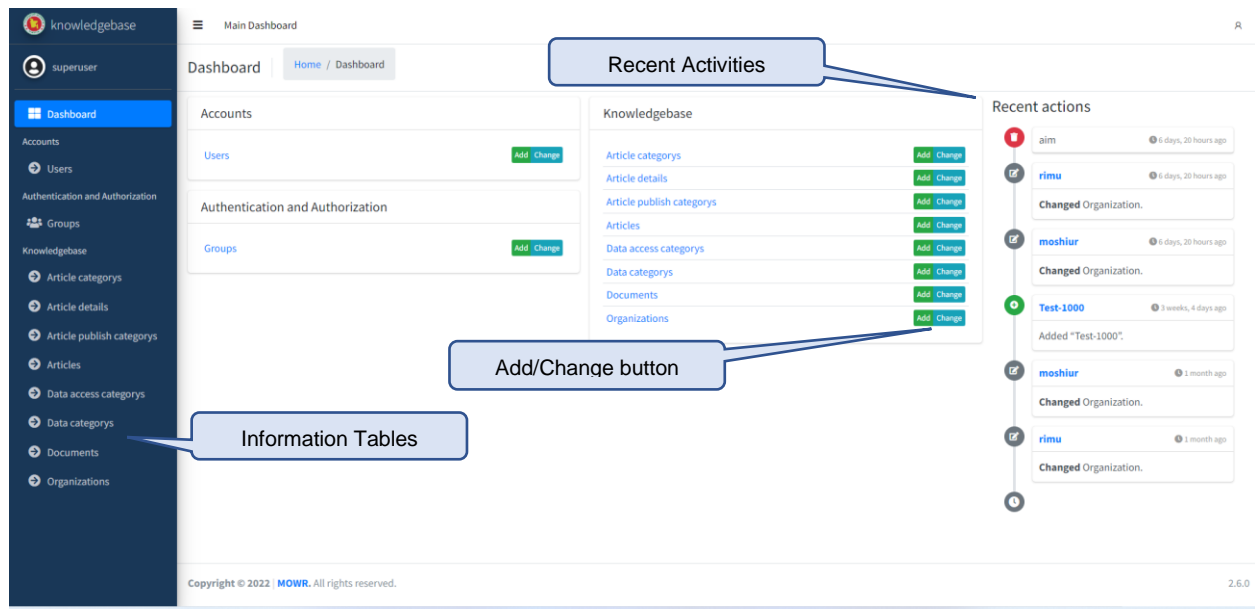 knowledgebase
Main Dashboard
superuser
Dashboard
Home / Dashboard
Recent Activities
Dashboard
Accounts
Users
Authentication and Authorization
Groups
Knowledgebase
Article categorys
Article details
Article publish categorys
Articles
Data access categorys
Data categorys
Documents
Organizations
Accounts
Users Add Change
Authentication and Authorization
Groups Add Change
Knowledgebase
Article categorys Add Change
Article details Add Change
Article publish categorys Add Change
Articles Add Change
Data access categorys Add Change
Data categorys Add Change
Documents Add Change
Organizations Add Change
Add/Change button
Information Tables
Recent actions
aim 6 days, 20 hours ago
rimu 6 days, 20 hours ago
Changed Organization.
moshiur 6 days, 20 hours ago
Changed Organization.
Test-1000 3 weeks, 4 days ago
Added “Test-1000”.
moshiur 1 month ago
Changed Organization.
rimu 1 month ago
Changed Organization.
Copyright © 2022 | MOWR. All rights reserved.
2.6.0